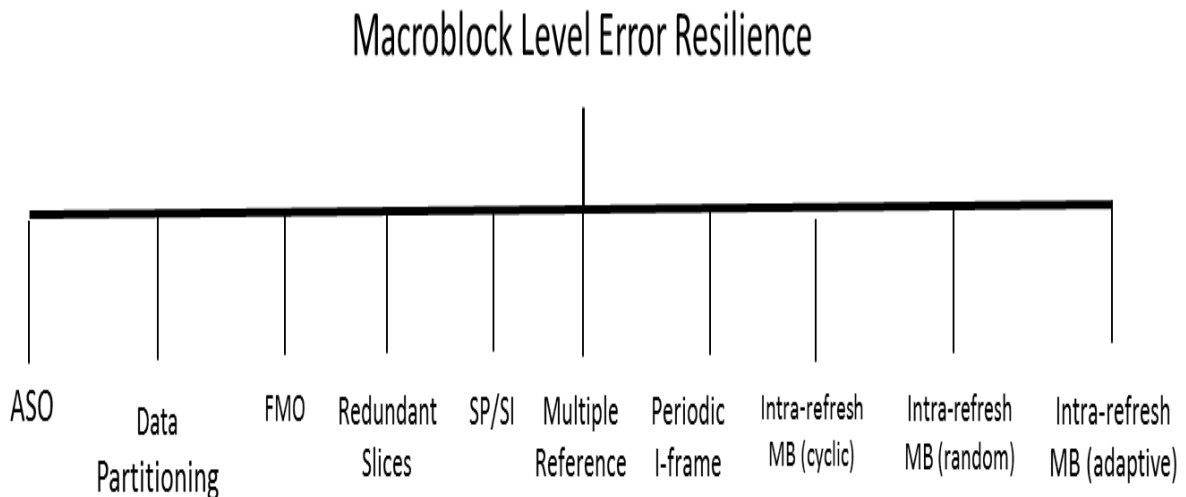 Macroblock Level Error Resilience
ASO
Data
Partitioning
FMO
Redundant
Slices
SP/SI
Multiple
Reference
Periodic
I-frame
Intra-refresh
MB (cyclic)
Intra-refresh
MB (random)
Intra-refresh
MB (adaptive)